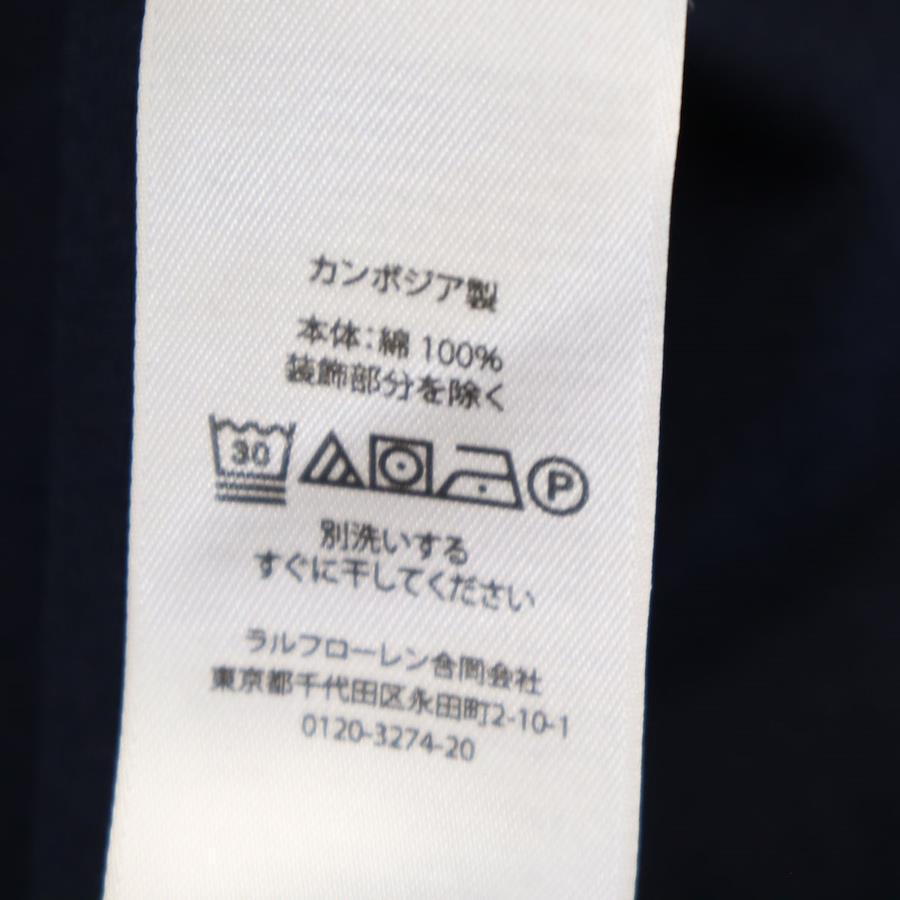 カンボジア製
本体：綿 100%
装飾部分を除く
30 P
別洗いする
すぐに干してください
ラルフローレン合同会社
東京都千代田区永田町2-10-1
0120-3274-20